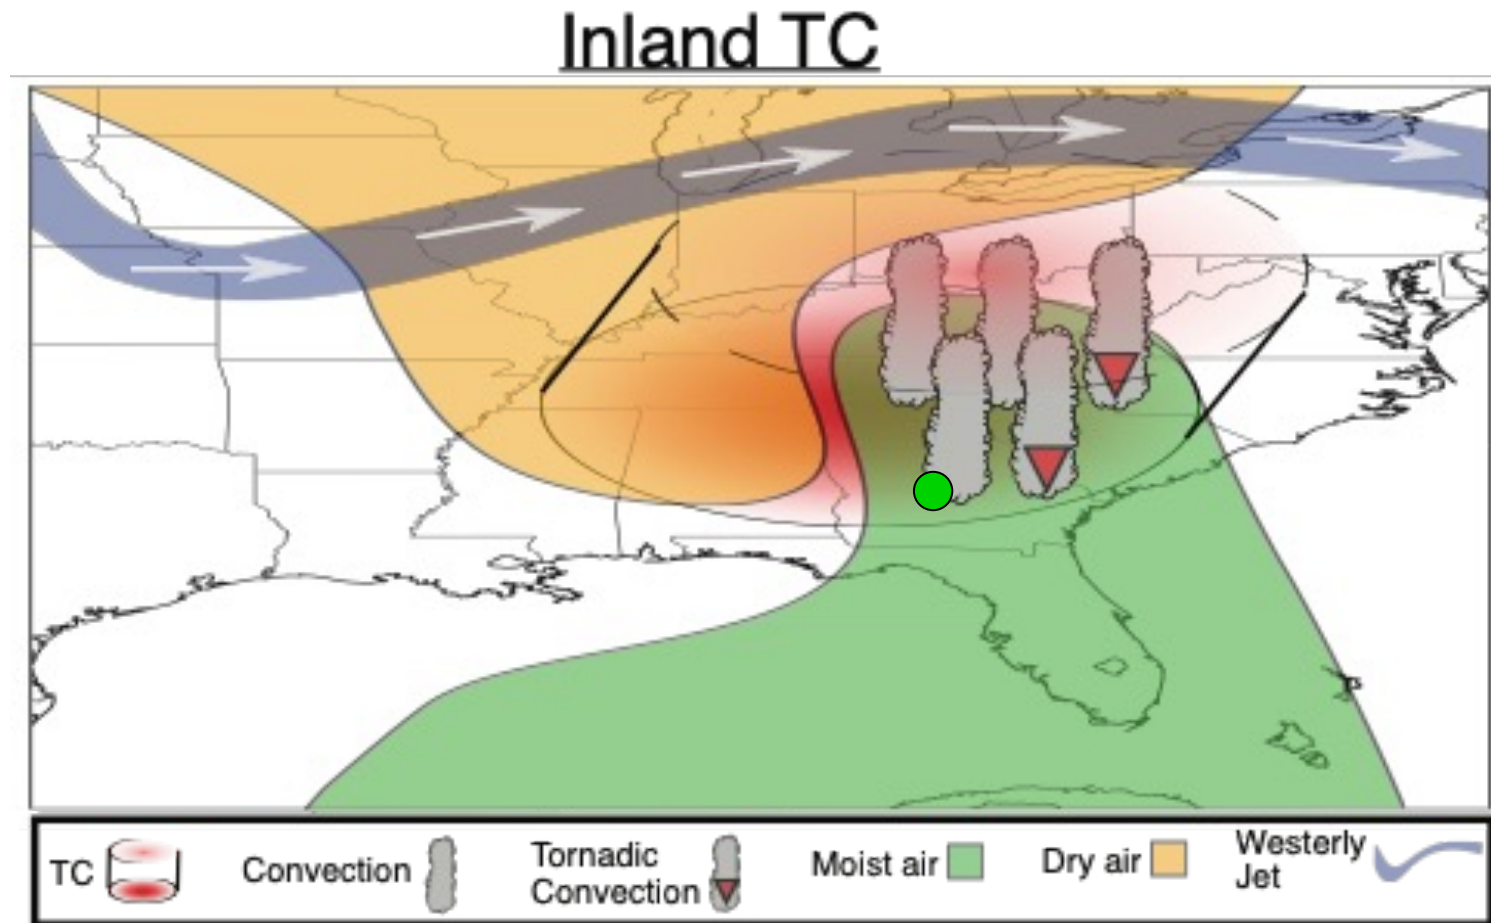 Inland TC
TC
Convection
Tornadic
Convection
Moist air
Dry air
Westerly
Jet